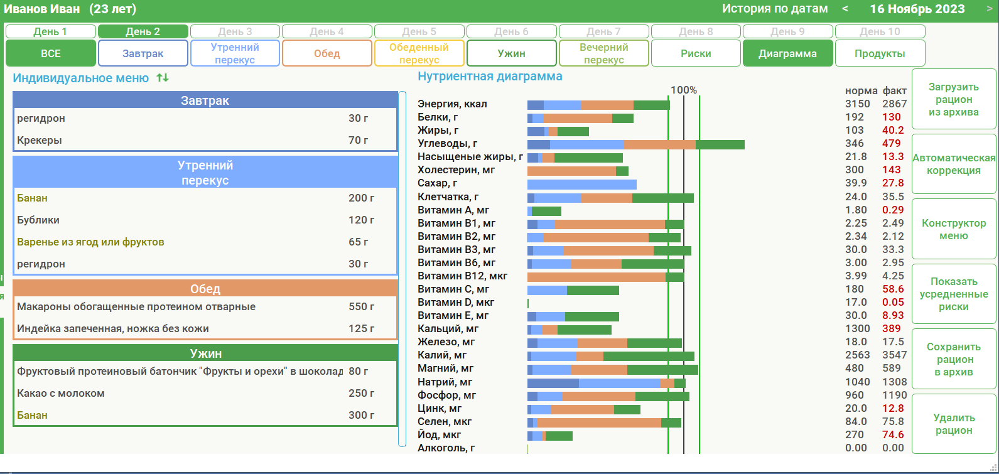 Иванов Иван (23 лет)
История по датам < 16 Ноябрь 2023 >
День 1 День 2 День 3 День 4 День 5 День 6 День 7 День 8 День 9 День 10
ВСЕ
Завтрак
Утренний
перекус
Обед
Обеденный
перекус
Ужин
Вечерний
перекус
Риски
Диаграмма
Продукты
Индивидуальное меню
Завтрак
регидрон 30 г
Крекеры 70 г
Утренний
перекус
Банан 200 г
Бублики 120 г
Варенье из ягод или фруктов 65 г
регидрон 30 г
Обед
Макароны обогащенные протеином отварные 550 г
Индейка запеченная, ножка без кожи 125 г
Ужин
Фруктовый протеиновый батончик "Фрукты и орехи" в шоколад 80 г
Какао с молоком 250 г
Банан 300 г
Нутриентная диаграмма
100% норма факт
Энергия, ккал 3150 2867
Белки, г 192 130
Жиры, г 103 40.2
Углеводы, г 346 479
Насыщеные жиры, г 21.8 13.3
Холестерин, мг 300 143
Сахар, г 39.9 27.8
Клетчатка, г 24.0 35.5
Витамин A, мг 1.80 0.29
Витамин B1, мг 2.25 2.49
Витамин B2, мг 2.34 2.12
Витамин B3, мг 30.0 33.3
Витамин B6, мг 3.00 2.95
Витамин B12, мкг 3.99 4.25
Витамин C, мг 180 58.6
Витамин D, мкг 17.0 0.05
Витамин E, мг 30.0 8.93
Кальций, мг 1300 389
Железо, мг 18.0 17.5
Калий, мг 2563 3547
Магний, мг 480 589
Натрий, мг 1040 1308
Фосфор, мг 960 1190
Цинк, мг 20.0 12.8
Селен, мкг 84.0 75.8
Йод, мкг 270 74.6
Алкоголь, г 0.00 0.00
Загрузить
рацион
из архива
Автоматическая
коррекция
Конструктор
меню
Показать
усредненные
риски
Сохранить
рацион
в архив
Удалить
рацион